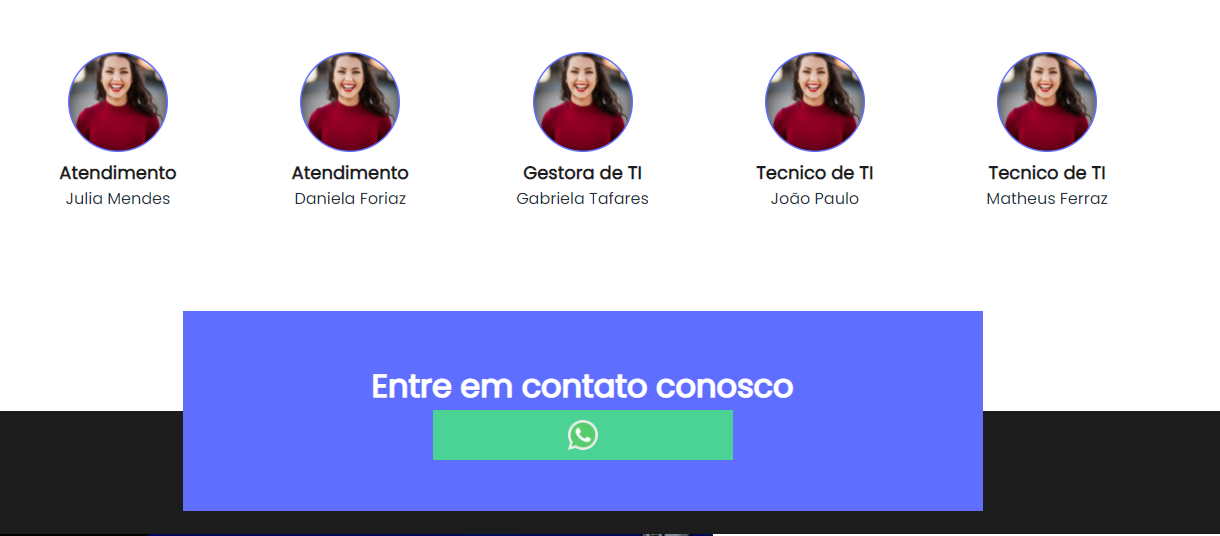 Atendimento
Julia Mendes
Atendimento
Daniela Foriaz
Gestora de TI
Gabriela Tafares
Tecnico de TI
João Paulo
Tecnico de TI
Matheus Ferraz
Entre em contato conosco